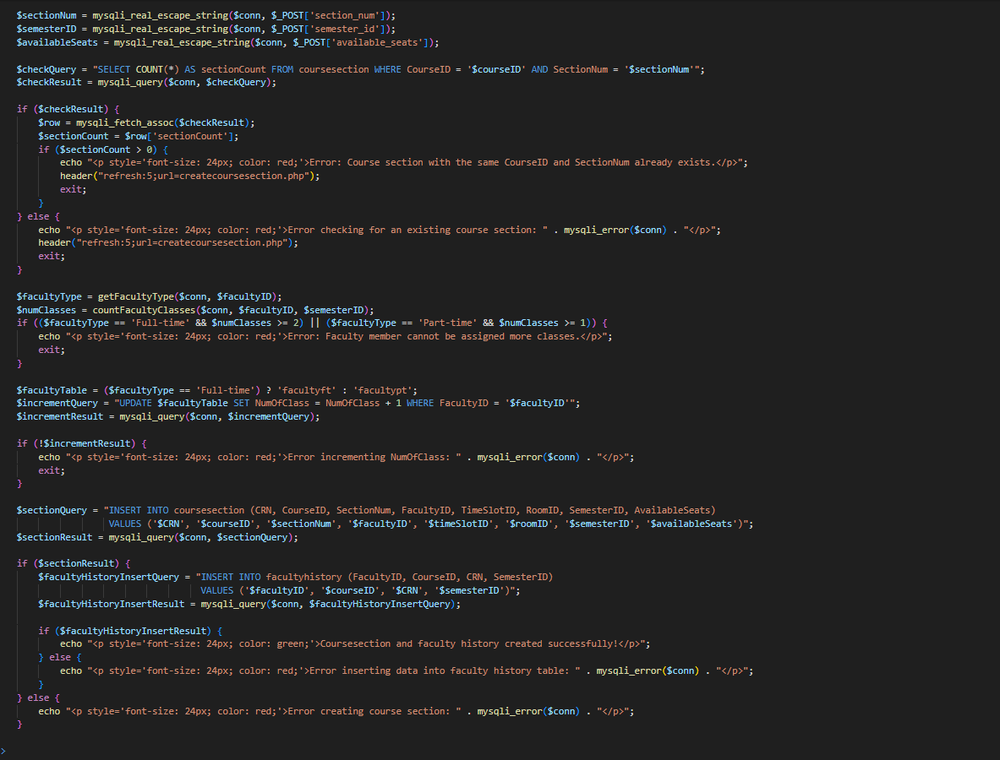 $sectionNum = mysqli_real_escape_string($conn, $_POST['section_num']);
$semesterID = mysqli_real_escape_string($conn, $_POST['semester_id']);
$availableSeats = mysqli_real_escape_string($conn, $_POST['available_seats']);

$checkQuery = "SELECT COUNT(*) AS sectionCount FROM coursesection WHERE CourseID = '$courseID' AND SectionNum = '$sectionNum'";
$checkResult = mysqli_query($conn, $checkQuery);

if ($checkResult) {
    $row = mysqli_fetch_assoc($checkResult);
    $sectionCount = $row['sectionCount'];
    if ($sectionCount > 0) {
        echo "<p style='font-size: 24px; color: red;'>Error: Course section with the same CourseID and SectionNum already exists.</p>";
        header("refresh:5;url=createcoursesection.php");
        exit;
    }
} else {
    echo "<p style='font-size: 24px; color: red;'>Error checking for an existing course section: " . mysqli_error($conn) . "</p>";
    header("refresh:5;url=createcoursesection.php");
    exit;
}

$facultyType = getFacultyType($conn, $facultyID);
$numClasses = countFacultyClasses($conn, $facultyID, $semesterID);
if (($facultyType == 'Full-time' && $numClasses >= 2) || ($facultyType == 'Part-time' && $numClasses >= 1)) {
    echo "<p style='font-size: 24px; color: red;'>Error: Faculty member cannot be assigned more classes.</p>";
    exit;
}

$facultyTable = ($facultyType == 'Full-time') ? 'facultyft' : 'facultypt';
$incrementQuery = "UPDATE $facultyTable SET NumOfClass = NumOfClass + 1 WHERE FacultyID = '$facultyID'";
$incrementResult = mysqli_query($conn, $incrementQuery);

if (!$incrementResult) {
    echo "<p style='font-size: 24px; color: red;'>Error incrementing NumOfClass: " . mysqli_error($conn) . "</p>";
    exit;
}

$sectionQuery = "INSERT INTO coursesection (CRN, CourseID, SectionNum, FacultyID, TimeSlotID, RoomID, SemesterID, AvailableSeats)
                 VALUES ('$CRN', '$courseID', '$sectionNum', '$facultyID', '$timeSlotID', '$roomID', '$semesterID', '$availableSeats')";
$sectionResult = mysqli_query($conn, $sectionQuery);

if ($sectionResult) {
    $facultyHistoryInsertQuery = "INSERT INTO facultyhistory (FacultyID, CourseID, CRN, SemesterID)
                                  VALUES ('$facultyID', '$courseID', '$CRN', '$semesterID')";
    $facultyHistoryInsertResult = mysqli_query($conn, $facultyHistoryInsertQuery);

    if ($facultyHistoryInsertResult) {
        echo "<p style='font-size: 24px; color: green;'>Coursesection and faculty history created successfully!</p>";
    } else {
        echo "<p style='font-size: 24px; color: red;'>Error inserting data into faculty history table: " . mysqli_error($conn) . "</p>";
    }
} else {
    echo "<p style='font-size: 24px; color: red;'>Error creating course section: " . mysqli_error($conn) . "</p>";
}
>